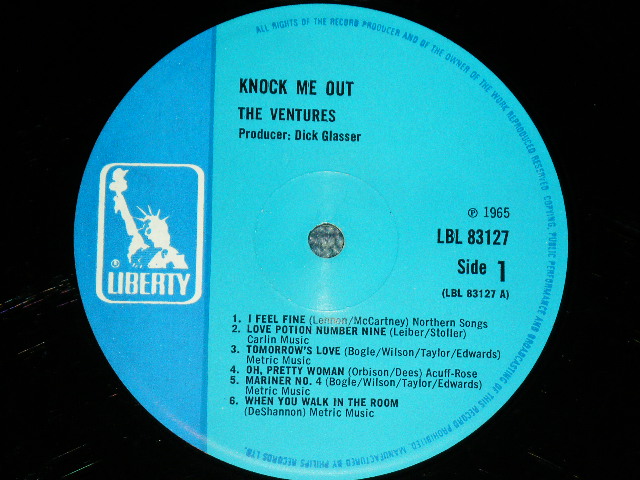 ALL RIGHTS OF THE RECORD PRODUCER AND OF THE OWNER OF THE WORK REPRODUCED RESERVED. COPYING, PUBLIC PERFORMANCE AND BROADCASTING OF THIS RECORD PROHIBITED. MANUFACTURED BY PHILIPS RECORDS LTD.
KNOCK ME OUT
THE VENTURES
Producer: Dick Glasser
® LIBERTY
℗ 1965
LBL 83127
Side 1
(LBL 83127 A)
1. I FEEL FINE (Lennon/McCartney) Northern Songs
2. LOVE POTION NUMBER NINE (Leiber/Stoller)
Carlin Music
3. TOMORROW'S LOVE (Bogle/Wilson/Taylor/Edwards)
Metric Music
4. OH, PRETTY WOMAN (Orbison/Dees) Acuff-Rose
5. MARINER NO. 4 (Bogle/Wilson/Taylor/Edwards)
Metric Music
6. WHEN YOU WALK IN THE ROOM
(DeShannon) Metric Music